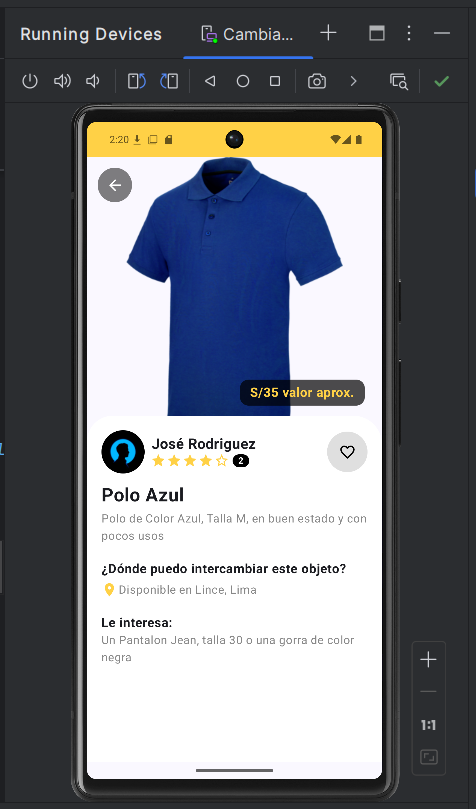 Running Devices
Cambia...
2:20
S/35 valor aprox.
José Rodriguez
2
Polo Azul
Polo de Color Azul, Talla M, en buen estado y con
pocos usos
¿Dónde puedo intercambiar este objeto?
Disponible en Lince, Lima
Le interesa:
Un Pantalon Jean, talla 30 o una gorra de color
negra
1:1